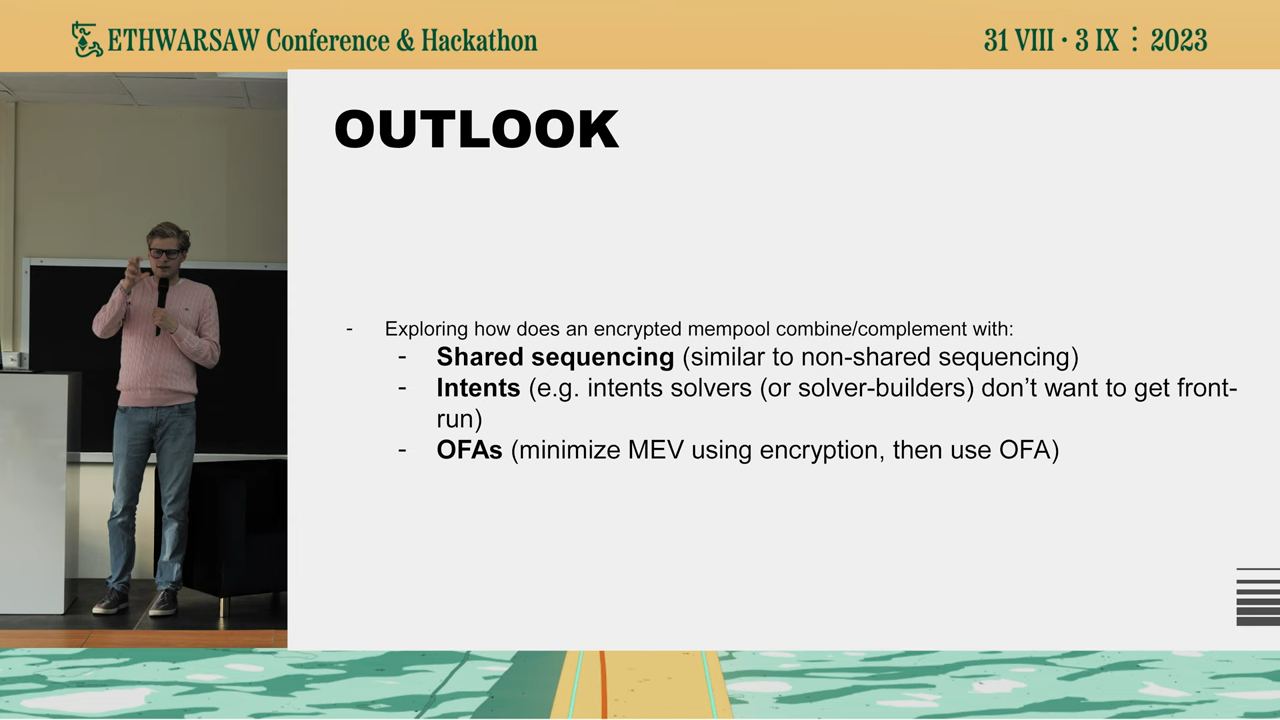 ETHWARSAW Conference & Hackathon
31 VIII · 3 IX ⋮ 2023
OUTLOOK
- Exploring how does an encrypted mempool combine/complement with:
- Shared sequencing (similar to non-shared sequencing)
- Intents (e.g. intents solvers (or solver-builders) don’t want to get front-
run)
- OFAs (minimize MEV using encryption, then use OFA)